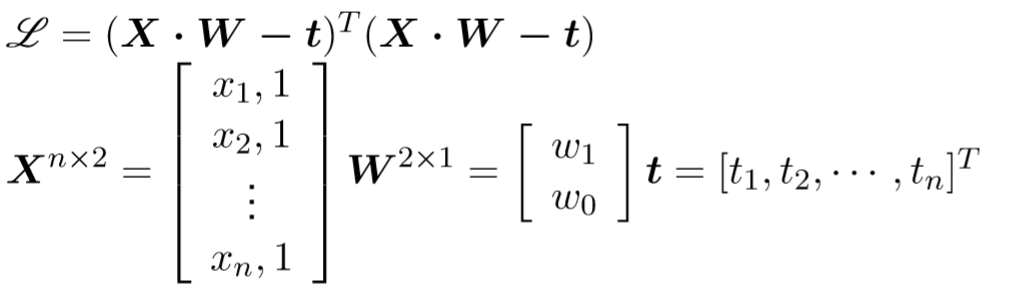 ℒ = (X · W − t)^T (X · W − t)
X^{n×2} = [x_1, 1; x_2, 1; ⋮; x_n, 1] W^{2×1} = [w_1; w_0] t = [t_1, t_2, ⋯ , t_n]^T